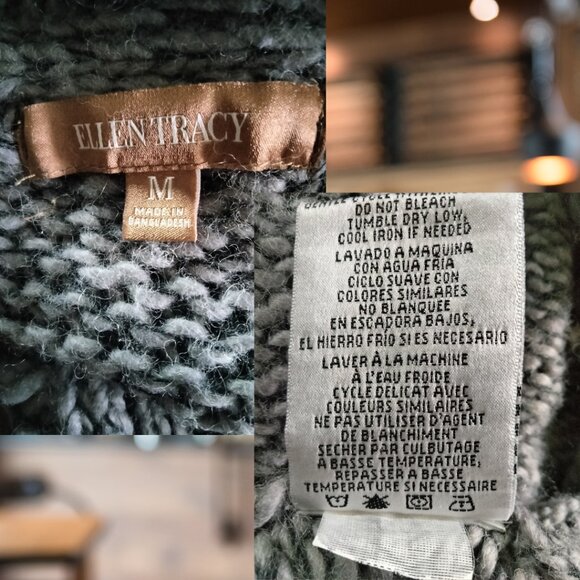 ELLEN TRACY
M
MADE IN
BANGLADESH
DO NOT BLEACH
TUMBLE DRY LOW,
COOL IRON IF NEEDED
LAVADO A MAQUINA
CON AGUA FRÍA
CICLO SUAVE CON
COLORES SIMILARES
NO BLANQUEE
EN ESCADORA BAJOS,
EL HIERRO FRÍO SI ES NECESARIO
LAVER À LA MACHINE
À L'EAU FROIDE
CYCLE DELICAT AVEC
COULEURS SIMILAIRES
NE PAS UTILISER D'AGENT
DE BLANCHIMENT
SECHER PAR CULBUTAGE
A BASSE TEMPERATURE,
REPASSER A BASSE
TEMPERATURE SI NECESSAIRE